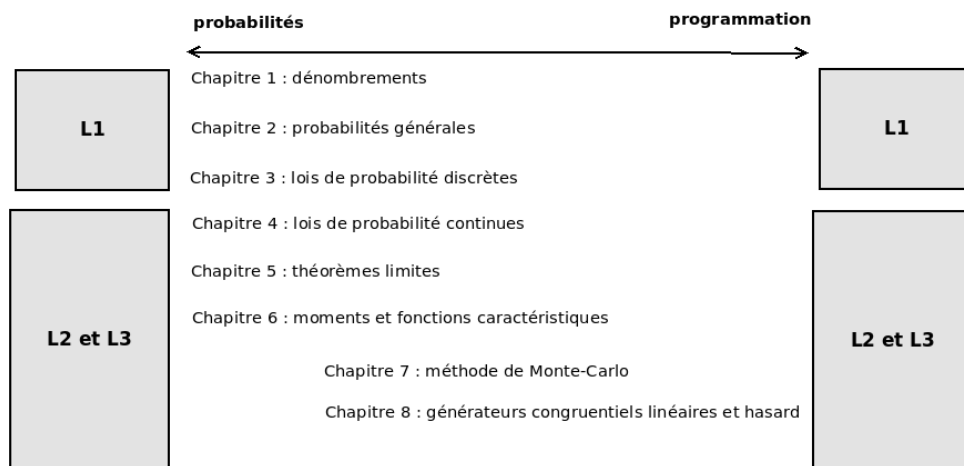 probabilités
programmation
Chapitre 1 : dénombrements
L1
L1
Chapitre 2 : probabilités générales
Chapitre 3 : lois de probabilité discrètes
Chapitre 4 : lois de probabilité continues
Chapitre 5 : théorèmes limites
Chapitre 6 : moments et fonctions caractéristiques
L2 et L3
L2 et L3
Chapitre 7 : méthode de Monte-Carlo
Chapitre 8 : générateurs congruentiels linéaires et hasard